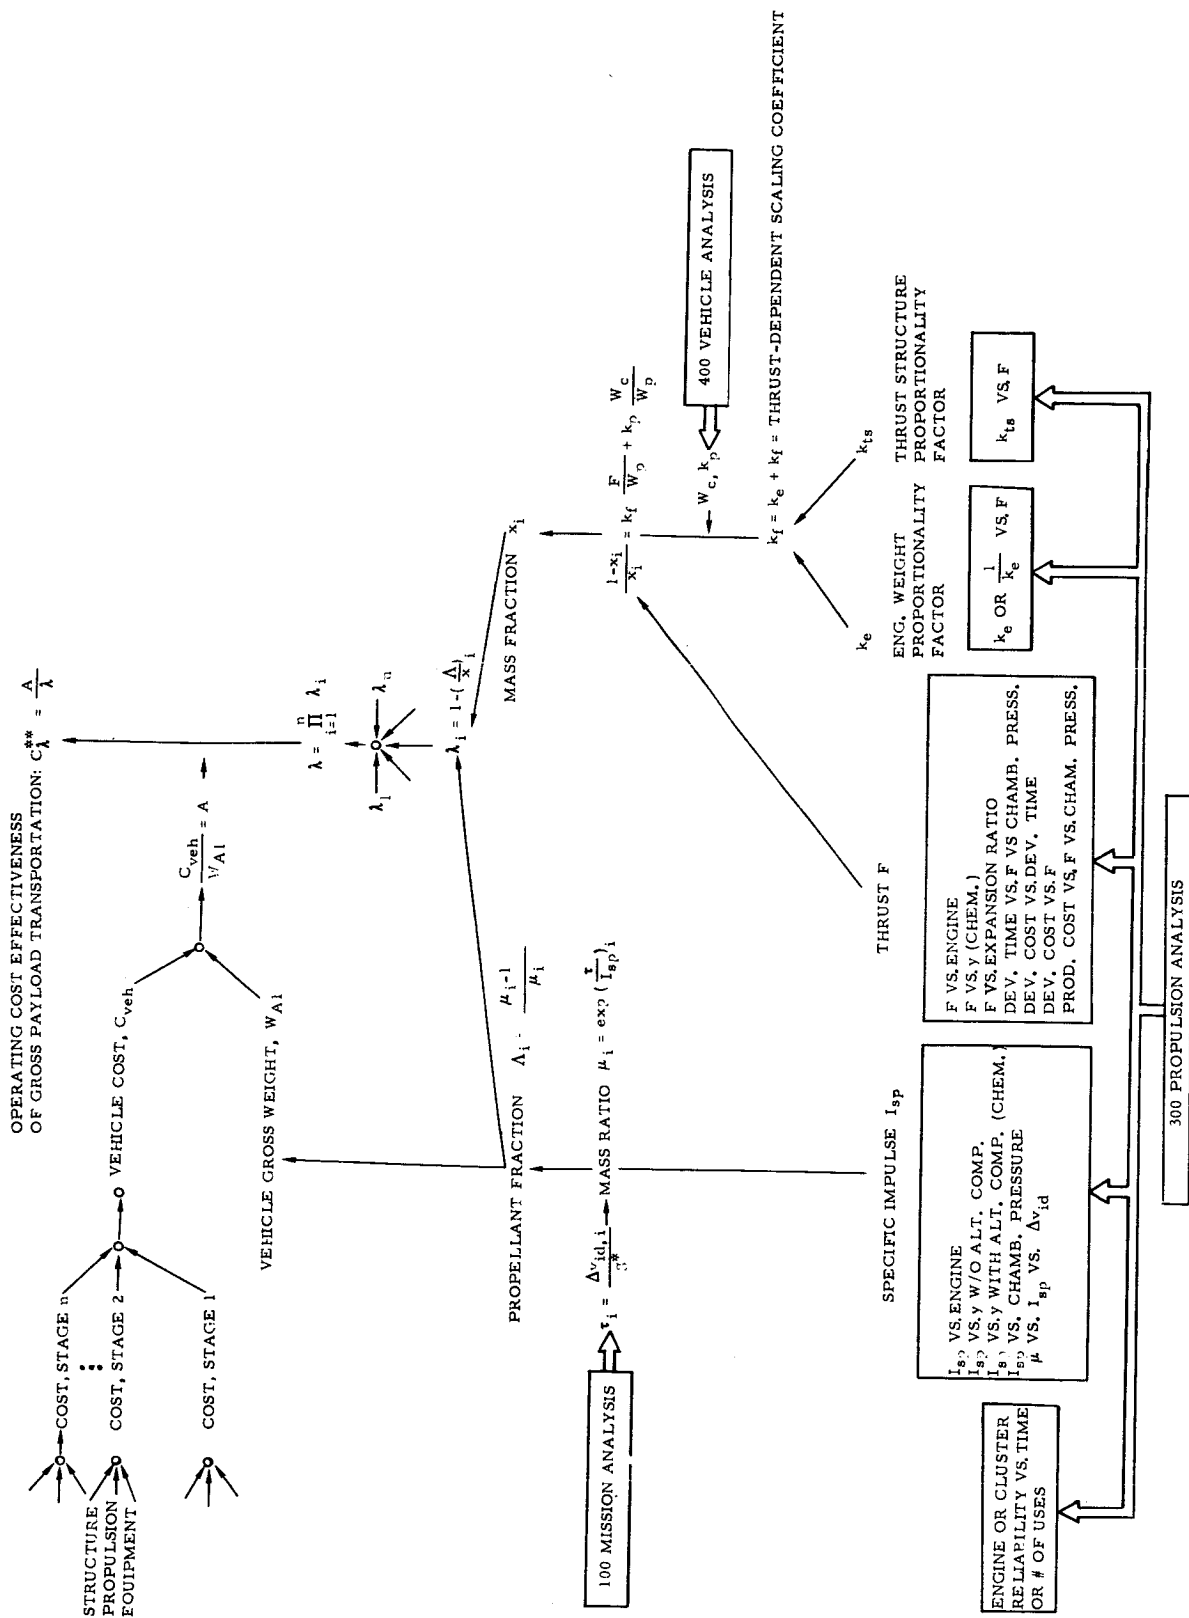 OPERATING COST EFFECTIVENESS
OF GROSS PAYLOAD TRANSPORTATION: C_λ^** = A/λ
STRUCTURE
PROPULSION
EQUIPMENT
COST, STAGE n
COST, STAGE 2
COST, STAGE 1
VEHICLE COST, C_veh
VEHICLE GROSS WEIGHT, W_A1
C_veh / W_A1 = A
λ = ∏_{i=1}^{n} λ_i
λ_1
λ_n
λ_i = 1-(Λ/x)_i
PROPELLANT FRACTION Λ_i - μ_i-1 / μ_i
MASS FRACTION x_i
100 MISSION ANALYSIS
τ_i = Δv_id,i / g*
MASS RATIO μ_i = exp (τ/I_sp)_i
1-x_i / x_i = k_f F/W_p + k_p W_c/W_p
W_c, k_p
400 VEHICLE ANALYSIS
k_f = k_e + k_f = THRUST-DEPENDENT SCALING COEFFICIENT
SPECIFIC IMPULSE I_sp
THRUST F
k_e
k_ts
ENG. WEIGHT
PROPORTIONALITY
FACTOR
THRUST STRUCTURE
PROPORTIONALITY
FACTOR
ENGINE OR CLUSTER
RELIABILITY VS. TIME
OR # OF USES
I_sp VS. ENGINE
I_sp VS. y W/O ALT. COMP.
I_sp VS. y WITH ALT. COMP. (CHEM.)
I_sp VS. CHAMB. PRESSURE
μ VS. I_sp VS. Δv_id
F VS. ENGINE
F VS. y (CHEM.)
F VS. EXPANSION RATIO
DEV. TIME VS. F VS CHAMB. PRESS.
DEV. COST VS. DEV. TIME
DEV. COST VS. F
PROD. COST VS, F VS. CHAM. PRESS.
k_e OR 1/k_e VS. F
k_ts VS. F
300 PROPULSION ANALYSIS